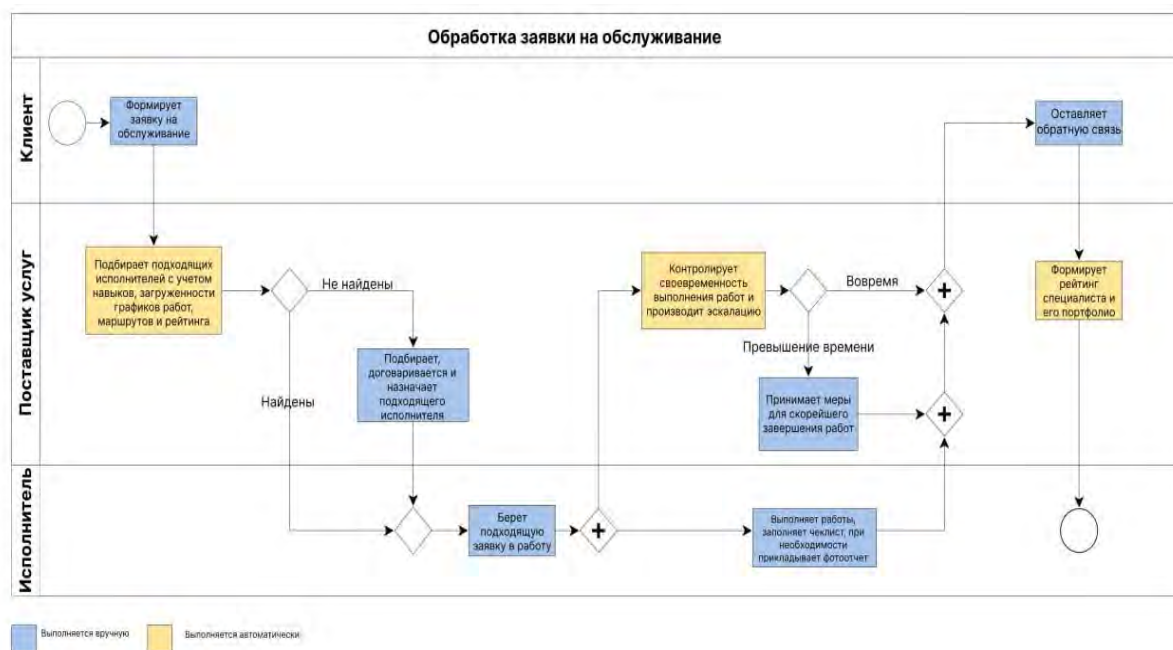 Обработка заявки на обслуживание
Клиент
Формирует
заявку на
обслуживание
Оставляет
обратную связь
Поставщик услуг
Подбирает подходящих
исполнителей с учетом
навыков, загруженности
графиков работ,
маршрутов и рейтинга
Не найдены
Найдены
Подбирает,
договаривается и
назначает
подходящего
исполнителя
Контролирует
своевременность
выполнения работ и
производит эскалацию
Вовремя
Превышение времени
Принимает меры
для скорейшего
завершения работ
Формирует
рейтинг
специалиста и
его портфолио
Исполнитель
Берет
подходящую
заявку в работу
Выполняет работы,
заполняет чеклист, при
необходимости
прикладывает фотоотчет
Выполняется вручную
Выполняется автоматически